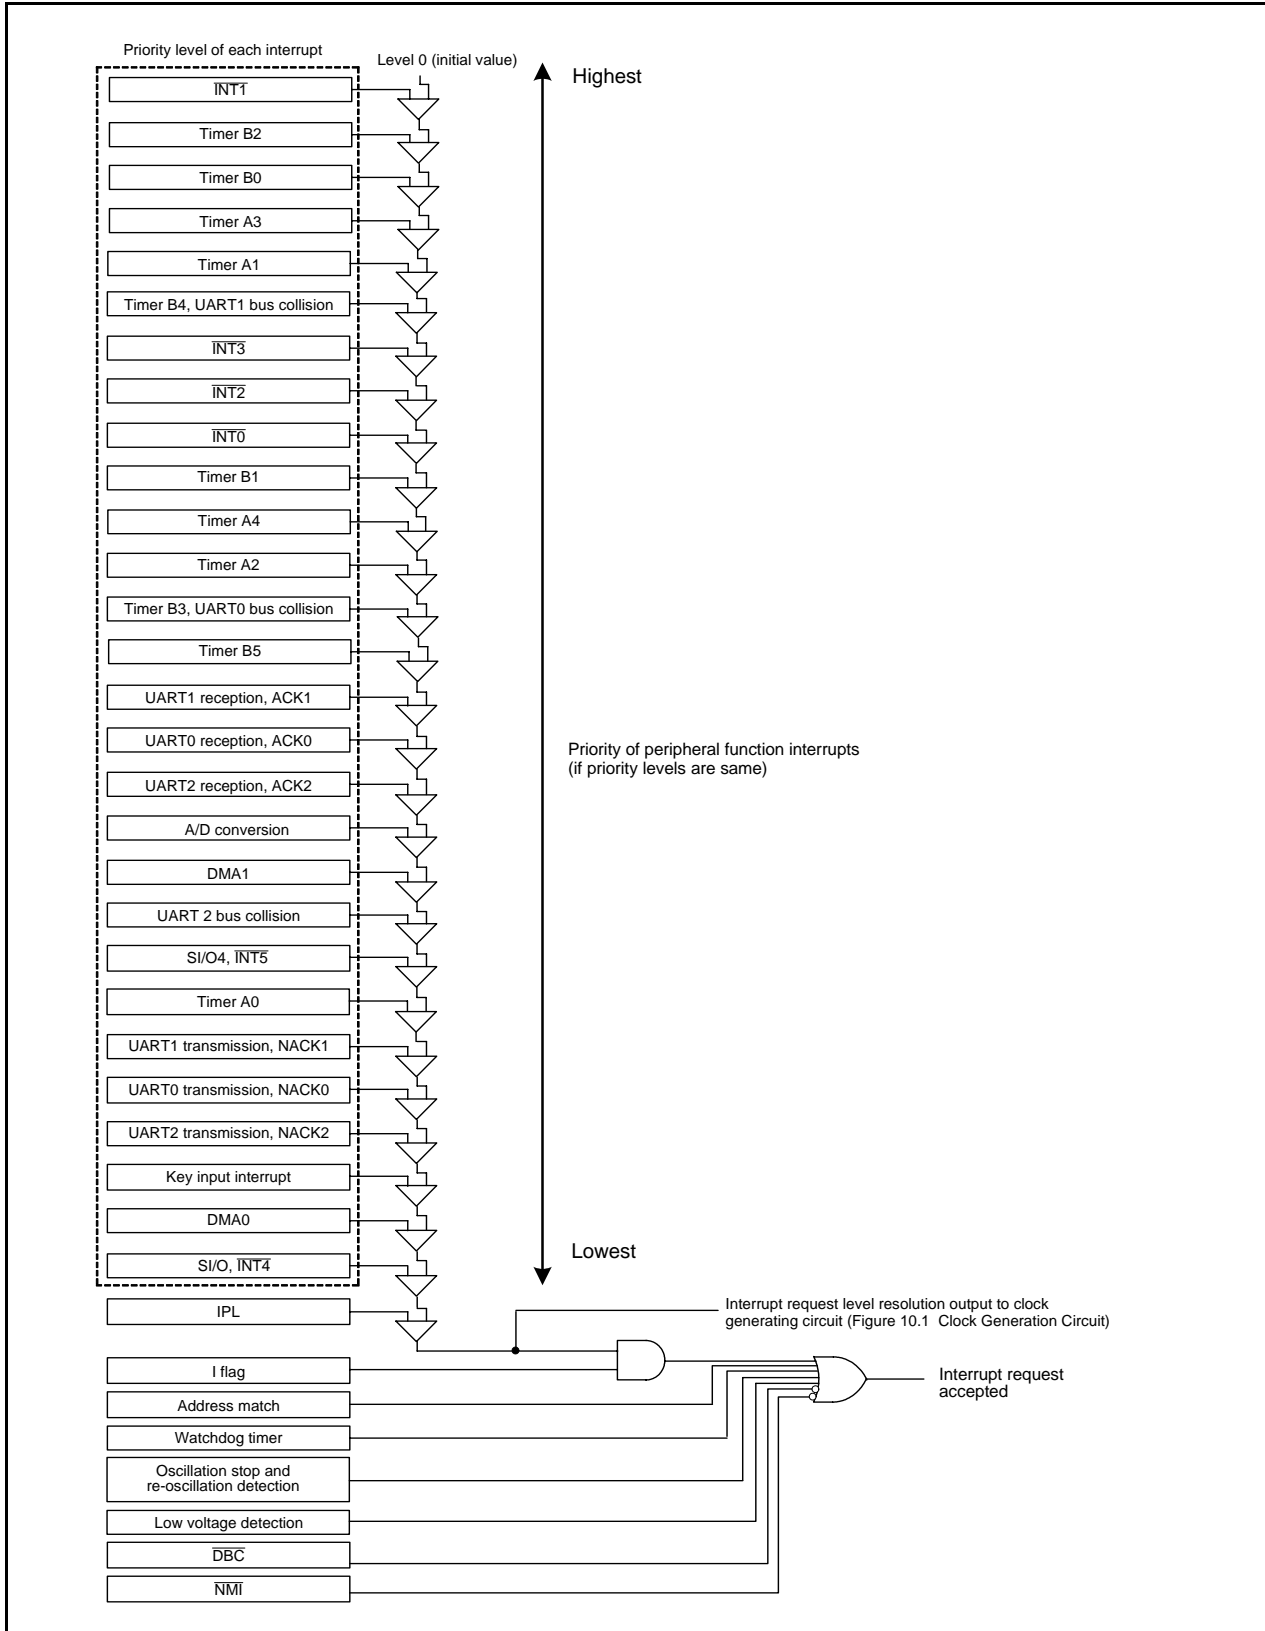 Priority level of each interrupt
Level 0 (initial value)
Highest
INT1
Timer B2
Timer B0
Timer A3
Timer A1
Timer B4, UART1 bus collision
INT3
INT2
INT0
Timer B1
Timer A4
Timer A2
Timer B3, UART0 bus collision
Timer B5
UART1 reception, ACK1
UART0 reception, ACK0
UART2 reception, ACK2
A/D conversion
DMA1
UART 2 bus collision
SI/O4, INT5
Timer A0
UART1 transmission, NACK1
UART0 transmission, NACK0
UART2 transmission, NACK2
Key input interrupt
DMA0
SI/O, INT4
Priority of peripheral function interrupts
(if priority levels are same)
Lowest
IPL
Interrupt request level resolution output to clock
generating circuit (Figure 10.1 Clock Generation Circuit)
I flag
Address match
Watchdog timer
Oscillation stop and
re-oscillation detection
Low voltage detection
DBC
NMI
Interrupt request
accepted